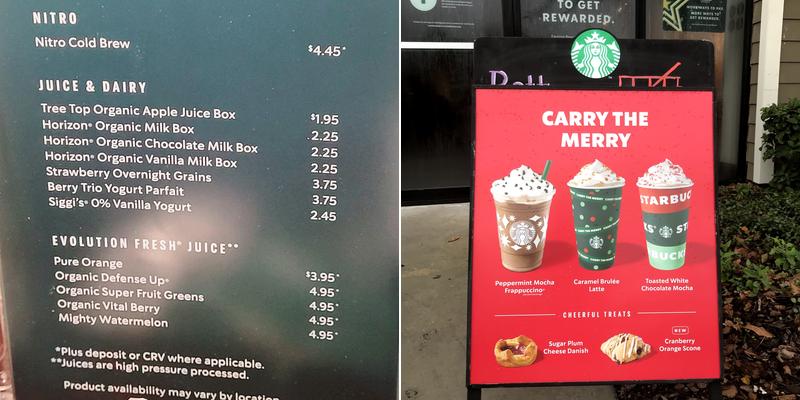 NITRO
Nitro Cold Brew $4.45*
JUICE & DAIRY
Tree Top Organic Apple Juice Box $1.95
Horizon® Organic Milk Box 2.25
Horizon® Organic Chocolate Milk Box 2.25
Horizon® Organic Vanilla Milk Box 2.25
Strawberry Overnight Grains 3.75
Berry Trio Yogurt Parfait 3.75
Siggi's® 0% Vanilla Yogurt 2.45
EVOLUTION FRESH® JUICE**
Pure Orange $3.95*
Organic Defense Up® 4.95*
Organic Super Fruit Greens 4.95*
Organic Vital Berry 4.95*
Mighty Watermelon 4.95*
*Plus deposit or CRV where applicable.
**Juices are high pressure processed.
Product availability may vary by location
TO GET
REWARDED.
CARRY THE
MERRY
STARBUC
KS® ST
BUCK
Peppermint Mocha
Frappuccino®
Caramel Brulée
Latte
Toasted White
Chocolate Mocha
CHEERFUL TREATS
Sugar Plum
Cheese Danish
NEW
Cranberry
Orange Scone